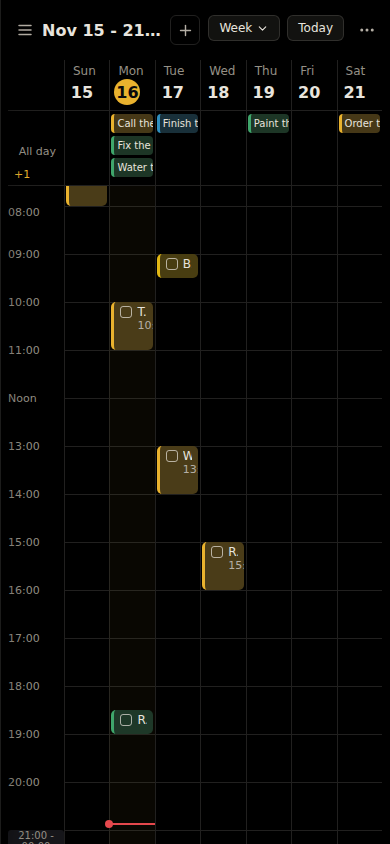 Nov 15 - 21...
Week
Today
Sun Mon Tue Wed Thu Fri Sat
15 16 17 18 19 20 21
All day
+1
Call the
Fix the
Water t
Finish t
Paint th
Order t
08:00
09:00
B
10:00
T.
10
11:00
Noon
13:00
W
13
14:00
15:00
R.
15:
16:00
17:00
18:00
R
19:00
20:00
21:00 -